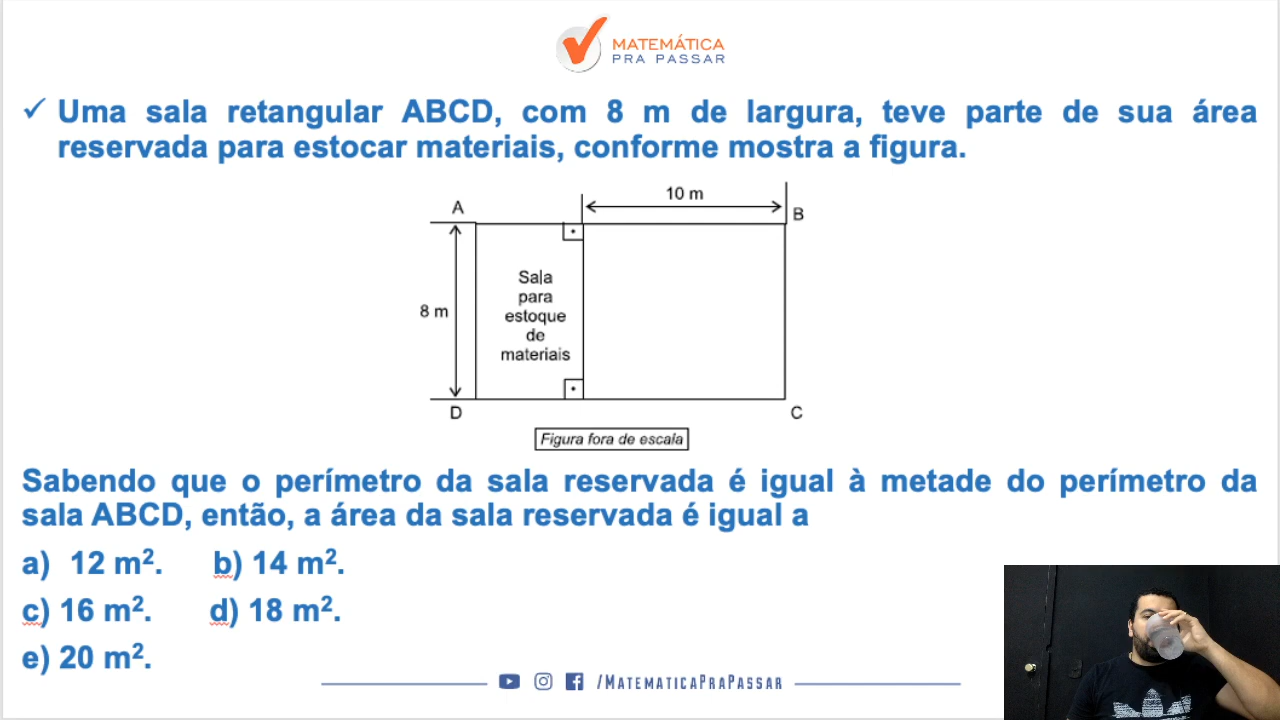 MATEMÁTICA
PRA PASSAR
✓ Uma sala retangular ABCD, com 8 m de largura, teve parte de sua área
reservada para estocar materiais, conforme mostra a figura.
10 m
A
B
Sala
para
estoque
de
materiais
8 m
D
C
Figura fora de escala
Sabendo que o perímetro da sala reservada é igual à metade do perímetro da
sala ABCD, então, a área da sala reservada é igual a
a) 12 m². b) 14 m².
c) 16 m². d) 18 m².
e) 20 m².
/MATEMATICAPRAPASSAR